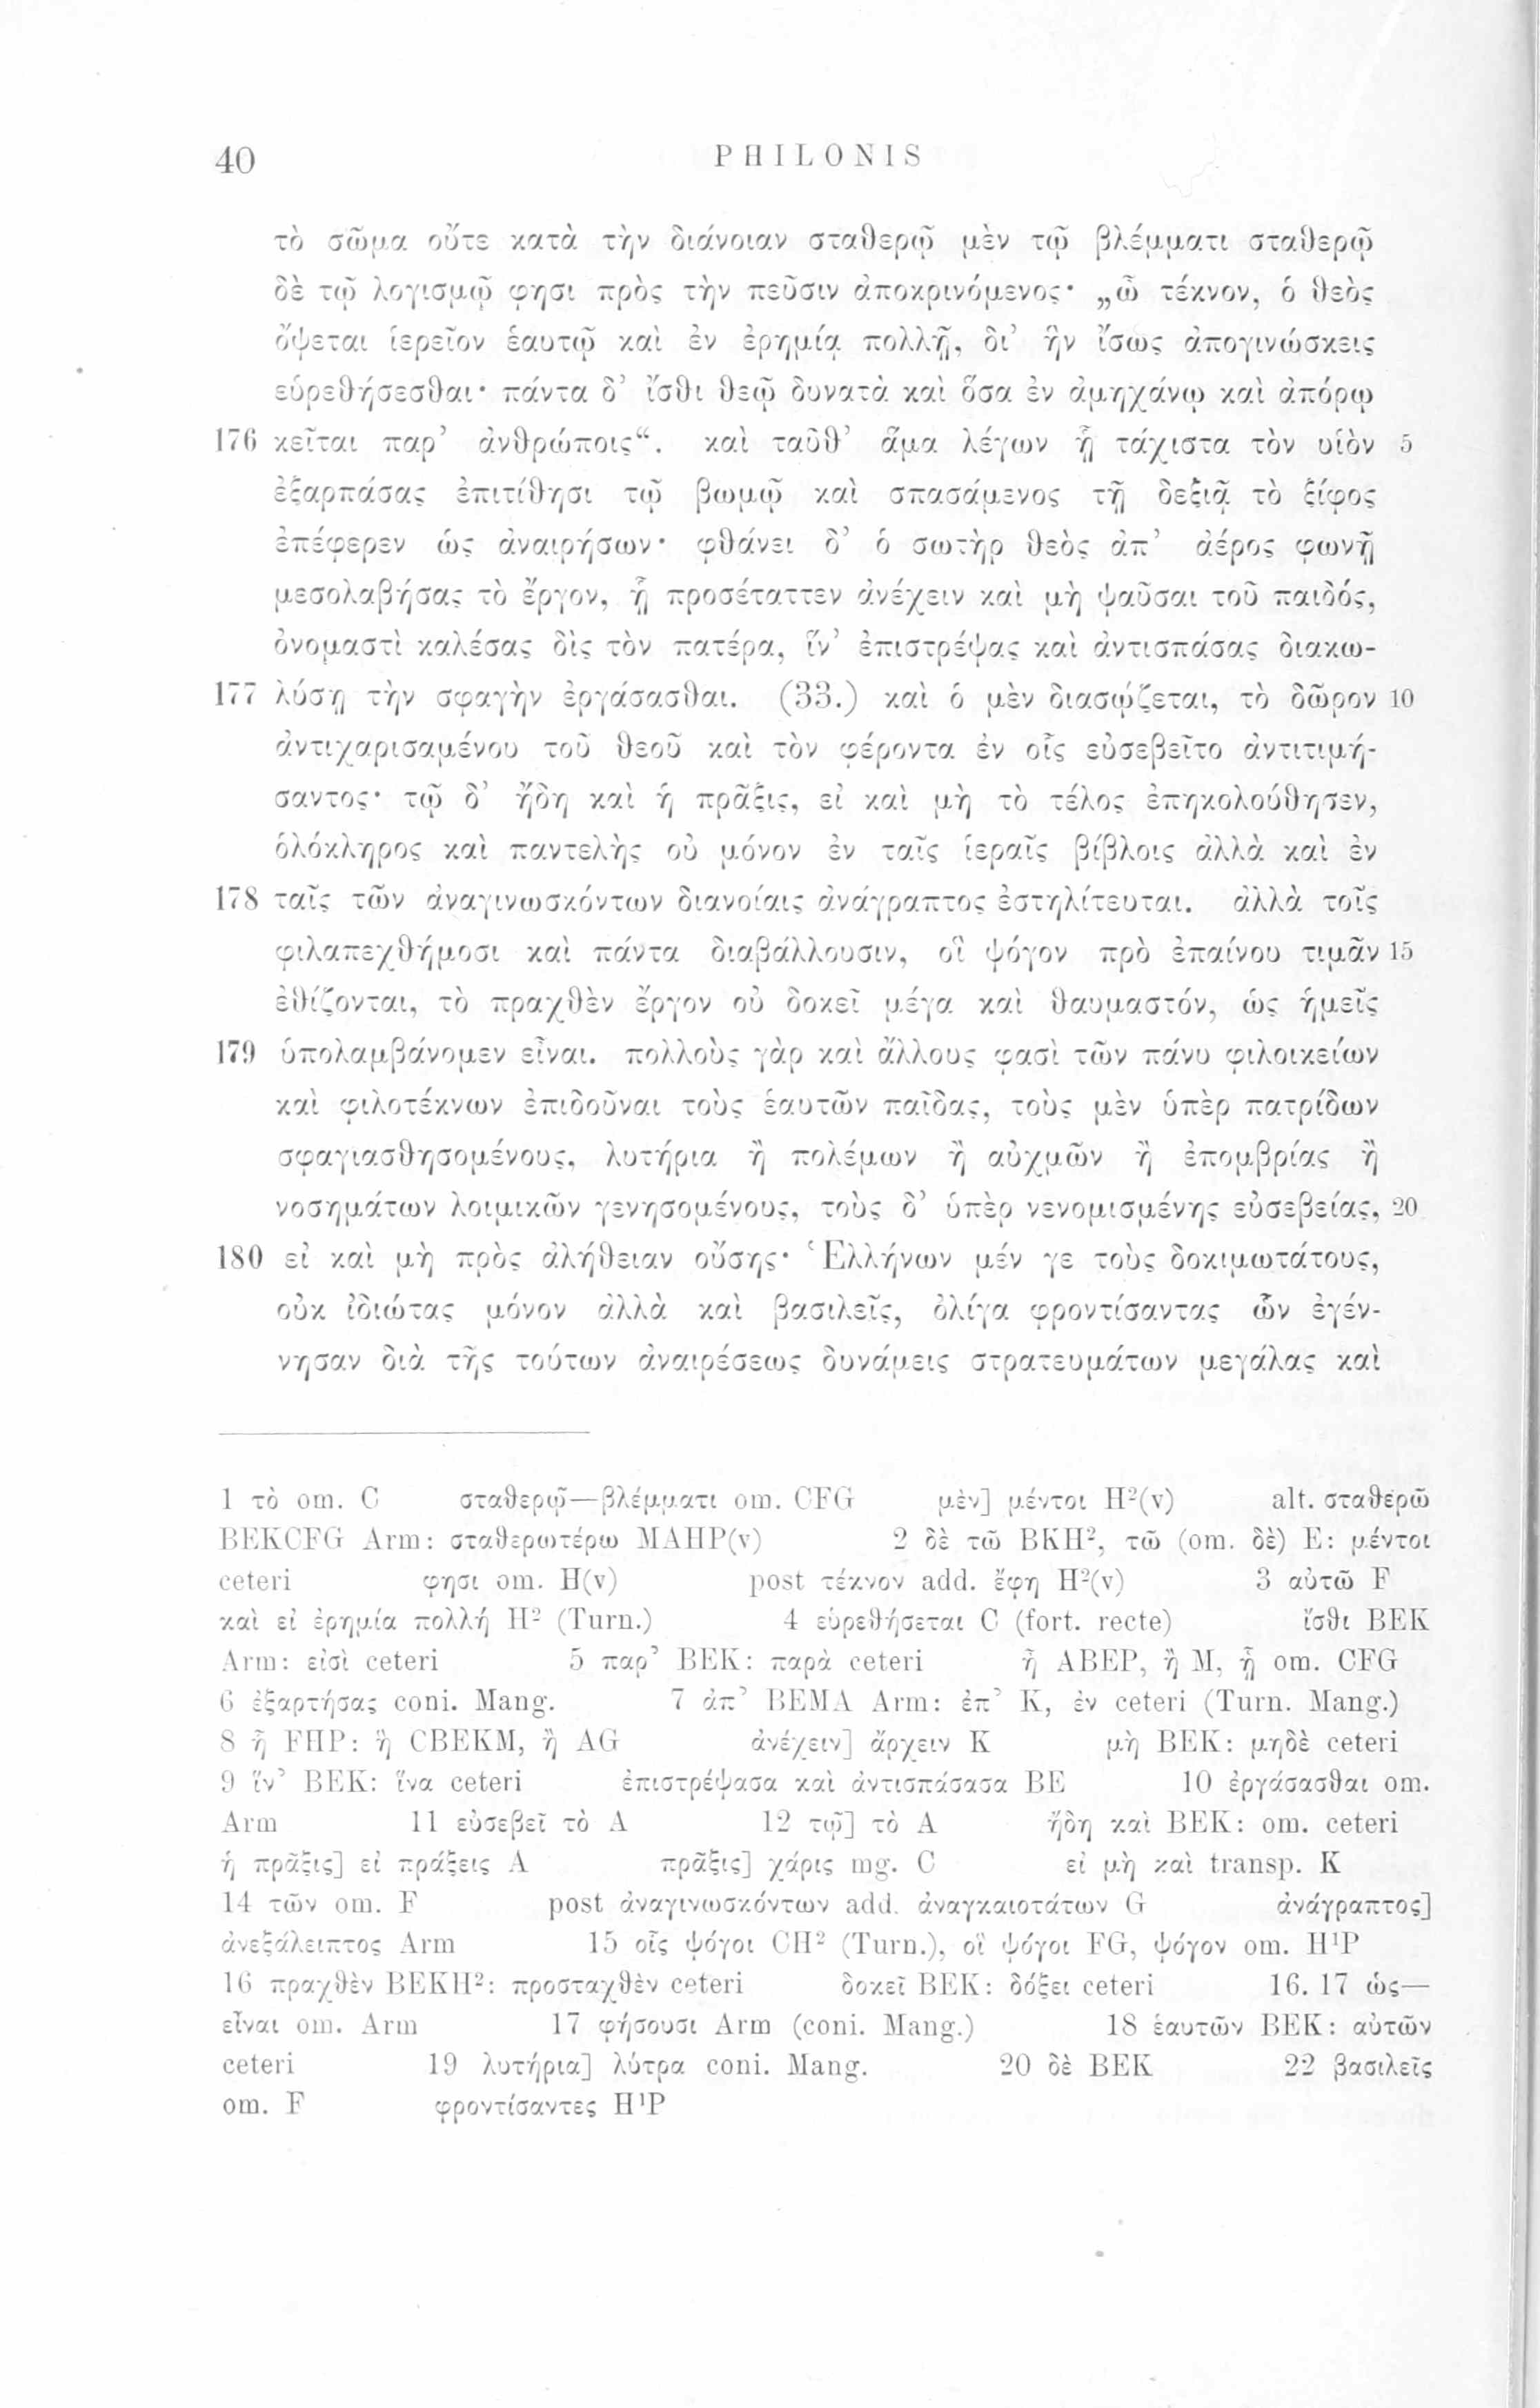 40 PHILONIS
τὸ σῶμα οὔτε κατὰ τὴν διάνοιαν σταθερῷ μὲν τῷ βλέμματι σταθερῷ
δὲ τῷ λογισμῷ φησι πρὸς τὴν πεῦσιν ἀποκρινόμενος· „ὦ τέκνον, ὁ θεὸς
ὄψεται ἱερεῖον ἑαυτῷ καὶ ἐν ἐρημίᾳ πολλῇ, δι’ ἣν ἴσως ἀπογινώσκεις
εὑρεθήσεσθαι· πάντα δ’ ἴσθι θεῷ δυνατὰ καὶ ὅσα ἐν ἀμηχάνῳ καὶ ἀπόρῳ
176 κεῖται παρ’ ἀνθρώποις“. καὶ ταῦθ’ ἅμα λέγων ᾗ τάχιστα τὸν υἱὸν 5
ἐξαρπάσας ἐπιτίθησι τῷ βωμῷ καὶ σπασάμενος τῇ δεξιᾷ τὸ ξίφος
ἐπέφερεν ὡς ἀναιρήσων· φθάνει δ’ ὁ σωτὴρ θεὸς ἀπ’ ἀέρος φωνῇ
μεσολαβήσας τὸ ἔργον, ᾗ προσέταττεν ἀνέχειν καὶ μὴ ψαῦσαι τοῦ παιδός,
ὀνομαστὶ καλέσας δὶς τὸν πατέρα, ἵν’ ἐπιστρέψας καὶ ἀντισπάσας διακω-
177 λύσῃ τὴν σφαγὴν ἐργάσασθαι. (33.) καὶ ὁ μὲν διασῴζεται, τὸ δῶρον 10
ἀντιχαρισαμένου τοῦ θεοῦ καὶ τὸν φέροντα ἐν οἷς εὐσεβεῖτο ἀντιτιμή-
σαντος· τῷ δ’ ἤδη καὶ ἡ πρᾶξις, εἰ καὶ μὴ τὸ τέλος ἐπηκολούθησεν,
ὁλόκληρος καὶ παντελὴς οὐ μόνον ἐν ταῖς ἱεραῖς βίβλοις ἀλλὰ καὶ ἐν
178 ταῖς τῶν ἀναγινωσκόντων διανοίαις ἀνάγραπτος ἐστηλίτευται. ἀλλὰ τοῖς
φιλαπεχθήμοσι καὶ πάντα διαβάλλουσιν, οἳ ψόγον πρὸ ἐπαίνου τιμᾶν 15
ἐθίζονται, τὸ πραχθὲν ἔργον οὐ δοκεῖ μέγα καὶ θαυμαστόν, ὡς ἡμεῖς
179 ὑπολαμβάνομεν εἶναι. πολλοὺς γὰρ καὶ ἄλλους φασὶ τῶν πάνυ φιλοικείων
καὶ φιλοτέκνων ἐπιδοῦναι τοὺς ἑαυτῶν παῖδας, τοὺς μὲν ὑπὲρ πατρίδων
σφαγιασθησομένους, λυτήρια ἢ πολέμων ἢ αὐχμῶν ἢ ἐπομβρίας ἢ
νοσημάτων λοιμικῶν γενησομένους, τοὺς δ’ ὑπὲρ νενομισμένης εὐσεβείας, 20
180 εἰ καὶ μὴ πρὸς ἀλήθειαν οὔσης· Ἑλλήνων μέν γε τοὺς δοκιμωτάτους,
οὐκ ἰδιώτας μόνον ἀλλὰ καὶ βασιλεῖς, ὀλίγα φροντίσαντας ὧν ἐγέν-
νησαν διὰ τῆς τούτων ἀναιρέσεως δυνάμεις στρατευμάτων μεγάλας καὶ
1 τὸ om. C σταθερῷ—βλέμματι om. CFG μὲν] μέντοι H²(v) alt. σταθερῶ
BEKCFG Arm: σταθερωτέρω MAHP(v) 2 δὲ τῶ BKH², τῶ (om. δὲ) E: μέντοι
ceteri φησι om. H(v) post τέκνον add. ἔφη H²(v) 3 αὐτῶ F
καὶ εἰ ἐρημία πολλή H² (Turn.) 4 εὑρεθήσεται C (fort. recte) ἴσθι BEK
Arm: εἰσὶ ceteri 5 παρ’ BEK: παρὰ ceteri ᾗ ABEP, ἢ M, ᾗ om. CFG
6 ἐξαρτήσας coni. Mang. 7 ἀπ’ BEMA Arm: ἐπ’ K, ἐν ceteri (Turn. Mang.)
8 ᾗ FHP: ἣ CBEKM, ἢ AG ἀνέχειν] ἄρχειν K μὴ BEK: μηδὲ ceteri
9 ἵν’ BEK: ἵνα ceteri ἐπιστρέψασα καὶ ἀντισπάσασα BE 10 ἐργάσασθαι om.
Arm 11 εὐσεβεῖ τὸ A 12 τῷ] τὸ A ἤδη καὶ BEK: om. ceteri
ἡ πρᾶξις] εἰ πράξεις A πρᾶξις] χάρις mg. C εἰ μὴ καὶ transp. K
14 τῶν om. F post ἀναγινωσκόντων add. ἀναγκαιοτάτων G ἀνάγραπτος]
ἀνεξάλειπτος Arm 15 οἷς ψόγοι CH² (Turn.), οἳ ψόγοι FG, ψόγον om. H¹P
16 πραχθὲν BEKH²: προσταχθὲν ceteri δοκεῖ BEK: δόξει ceteri 16. 17 ὡς—
εἶναι om. Arm 17 φήσουσι Arm (coni. Mang.) 18 ἑαυτῶν BEK: αὐτῶν
ceteri 19 λυτήρια] λύτρα coni. Mang. 20 δὲ BEK 22 βασιλεῖς
om. F φροντίσαντες H¹P